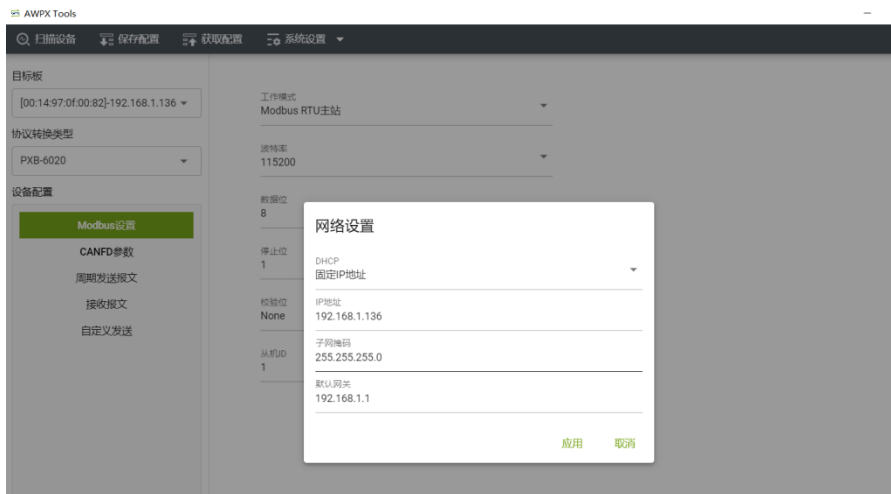 AWPX Tools
扫描设备 保存配置 获取配置 系统设置
目标板
[00:14:97:0f:00:82]-192.168.1.136
协议转换类型
PXB-6020
设备配置
Modbus设置
CANFD参数
周期发送报文
接收报文
自定义发送
工作模式
Modbus RTU主站
波特率
115200
数据位
8
停止位
1
校验位
None
从机ID
1
网络设置
DHCP
固定IP地址
IP地址
192.168.1.136
子网掩码
255.255.255.0
默认网关
192.168.1.1
应用 取消